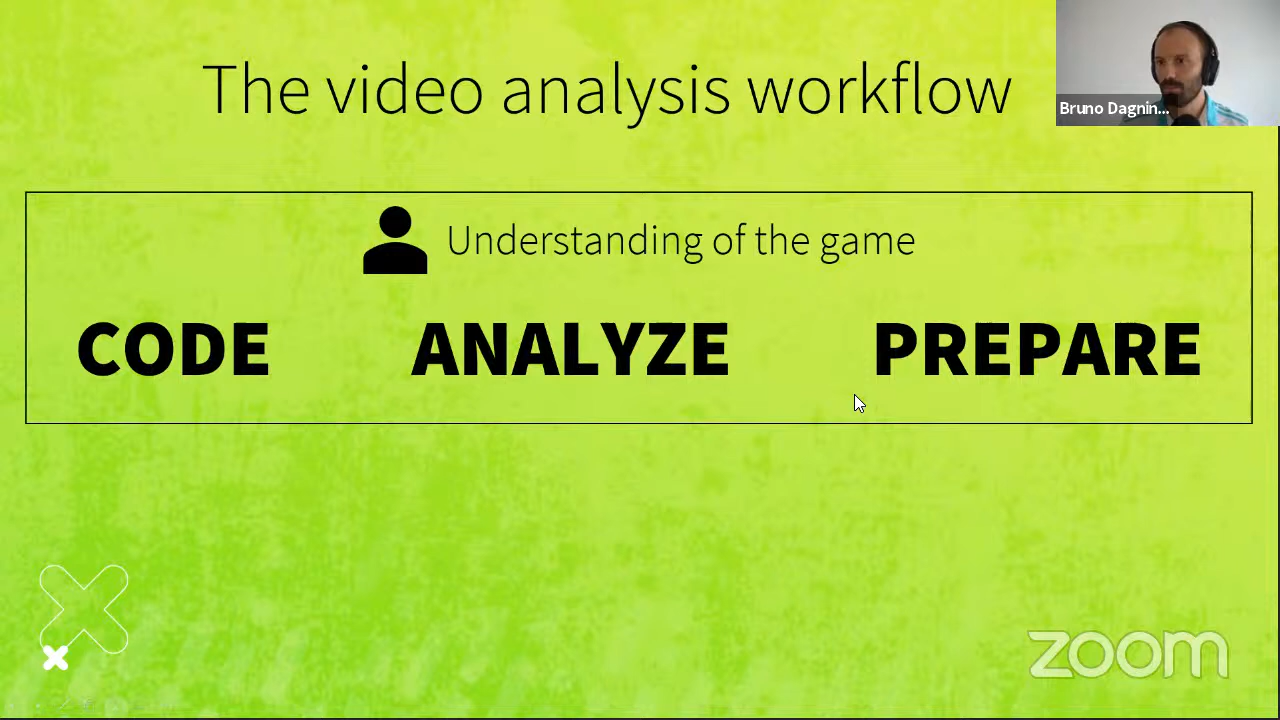 The video analysis workflow
Bruno Dagnin...
Understanding of the game
CODE ANALYZE PREPARE
zoom